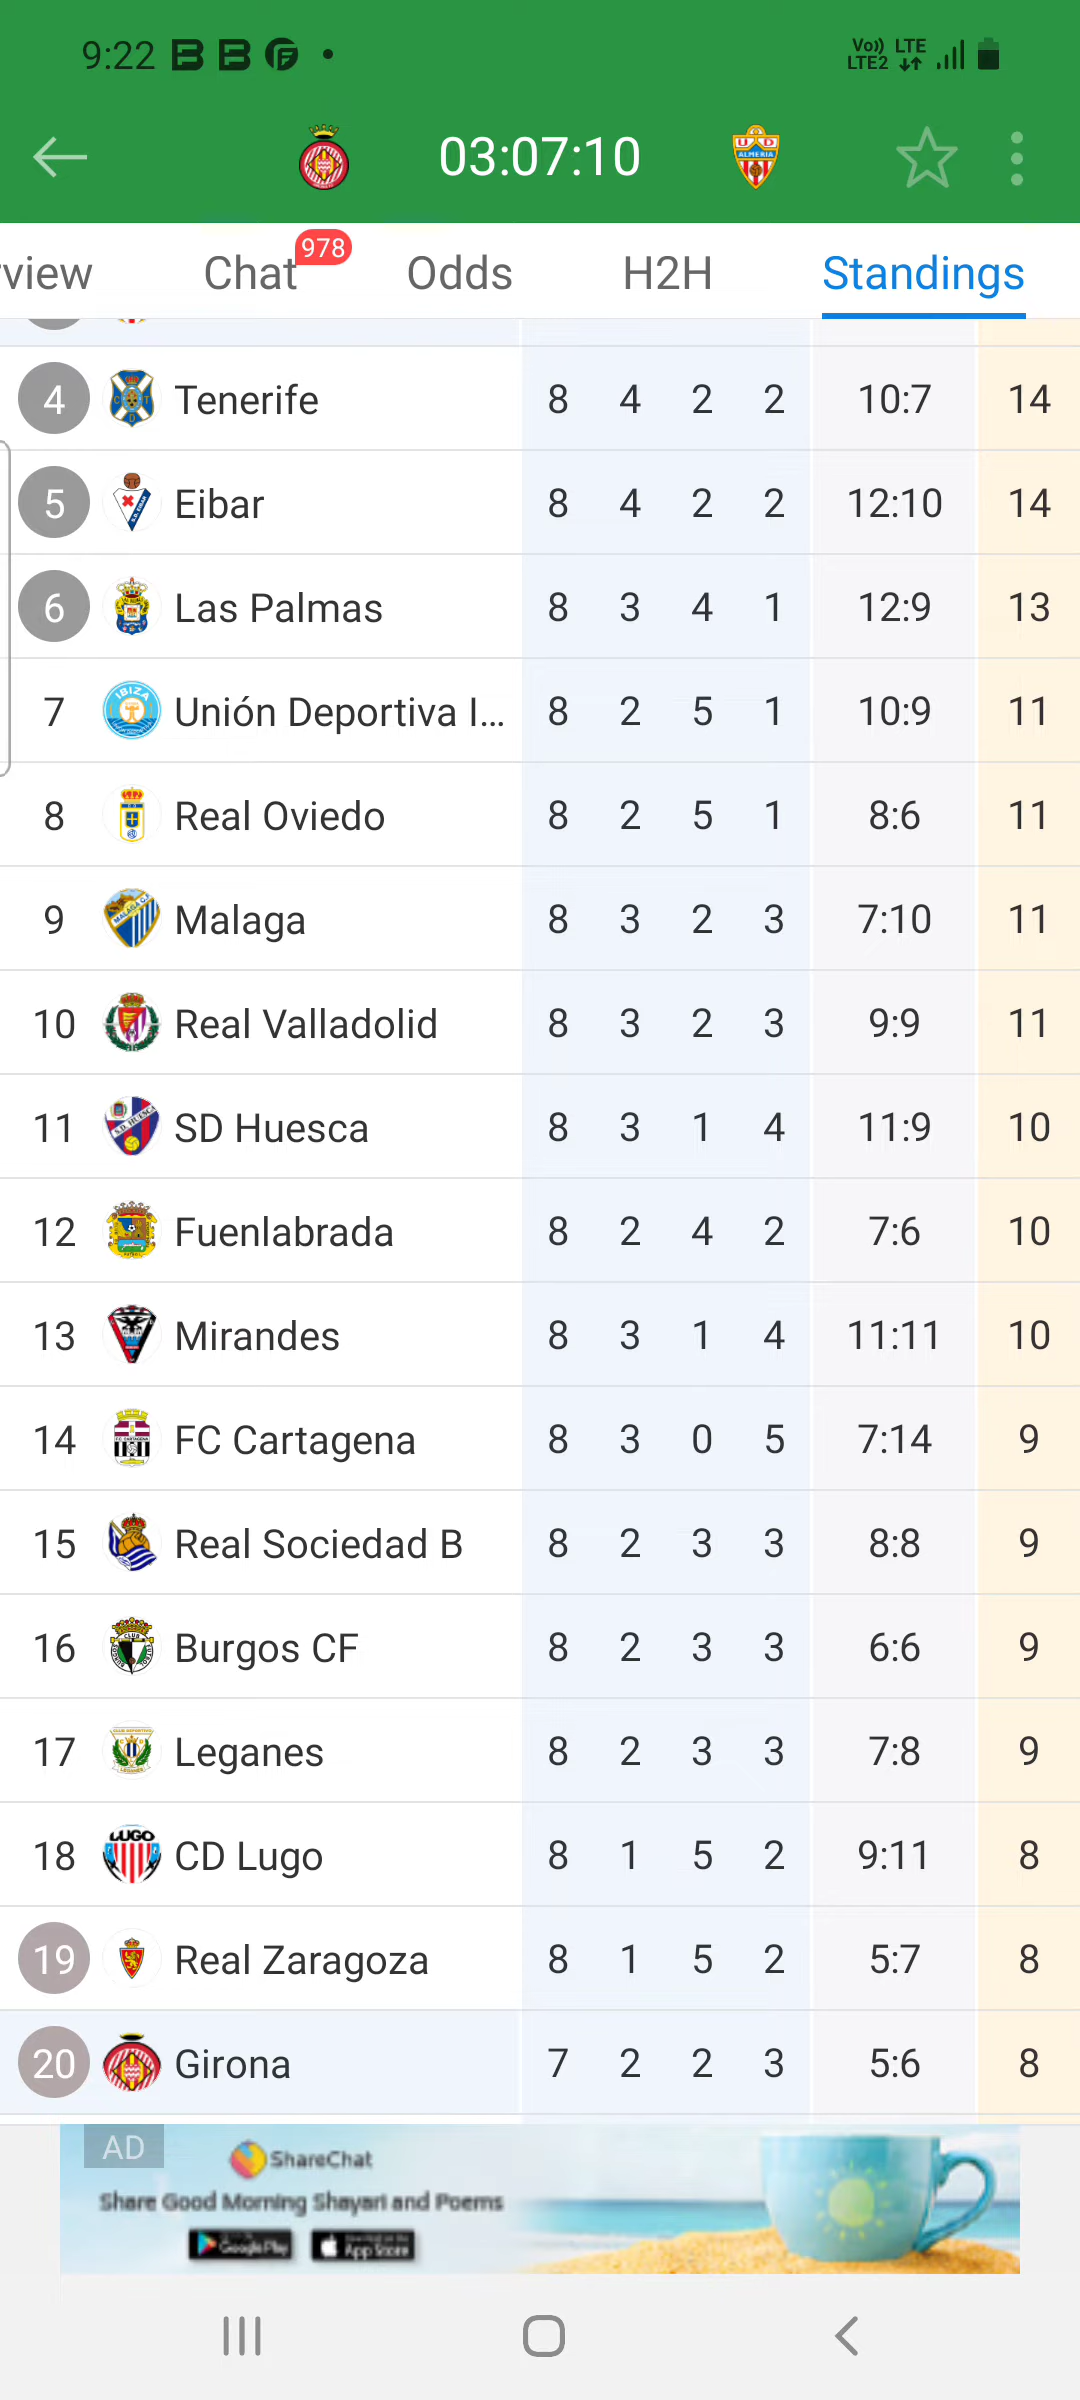 9:22
Vo)) LTE
LTE2
03:07:10
view Chat 978 Odds H2H Standings
4 Tenerife 8 4 2 2 10:7 14
5 Eibar 8 4 2 2 12:10 14
6 Las Palmas 8 3 4 1 12:9 13
7 Unión Deportiva I... 8 2 5 1 10:9 11
8 Real Oviedo 8 2 5 1 8:6 11
9 Malaga 8 3 2 3 7:10 11
10 Real Valladolid 8 3 2 3 9:9 11
11 SD Huesca 8 3 1 4 11:9 10
12 Fuenlabrada 8 2 4 2 7:6 10
13 Mirandes 8 3 1 4 11:11 10
14 FC Cartagena 8 3 0 5 7:14 9
15 Real Sociedad B 8 2 3 3 8:8 9
16 Burgos CF 8 2 3 3 6:6 9
17 Leganes 8 2 3 3 7:8 9
18 CD Lugo 8 1 5 2 9:11 8
19 Real Zaragoza 8 1 5 2 5:7 8
20 Girona 7 2 2 3 5:6 8
AD
ShareChat
Share Good Morning Shayari and Poems
Google Play App Store